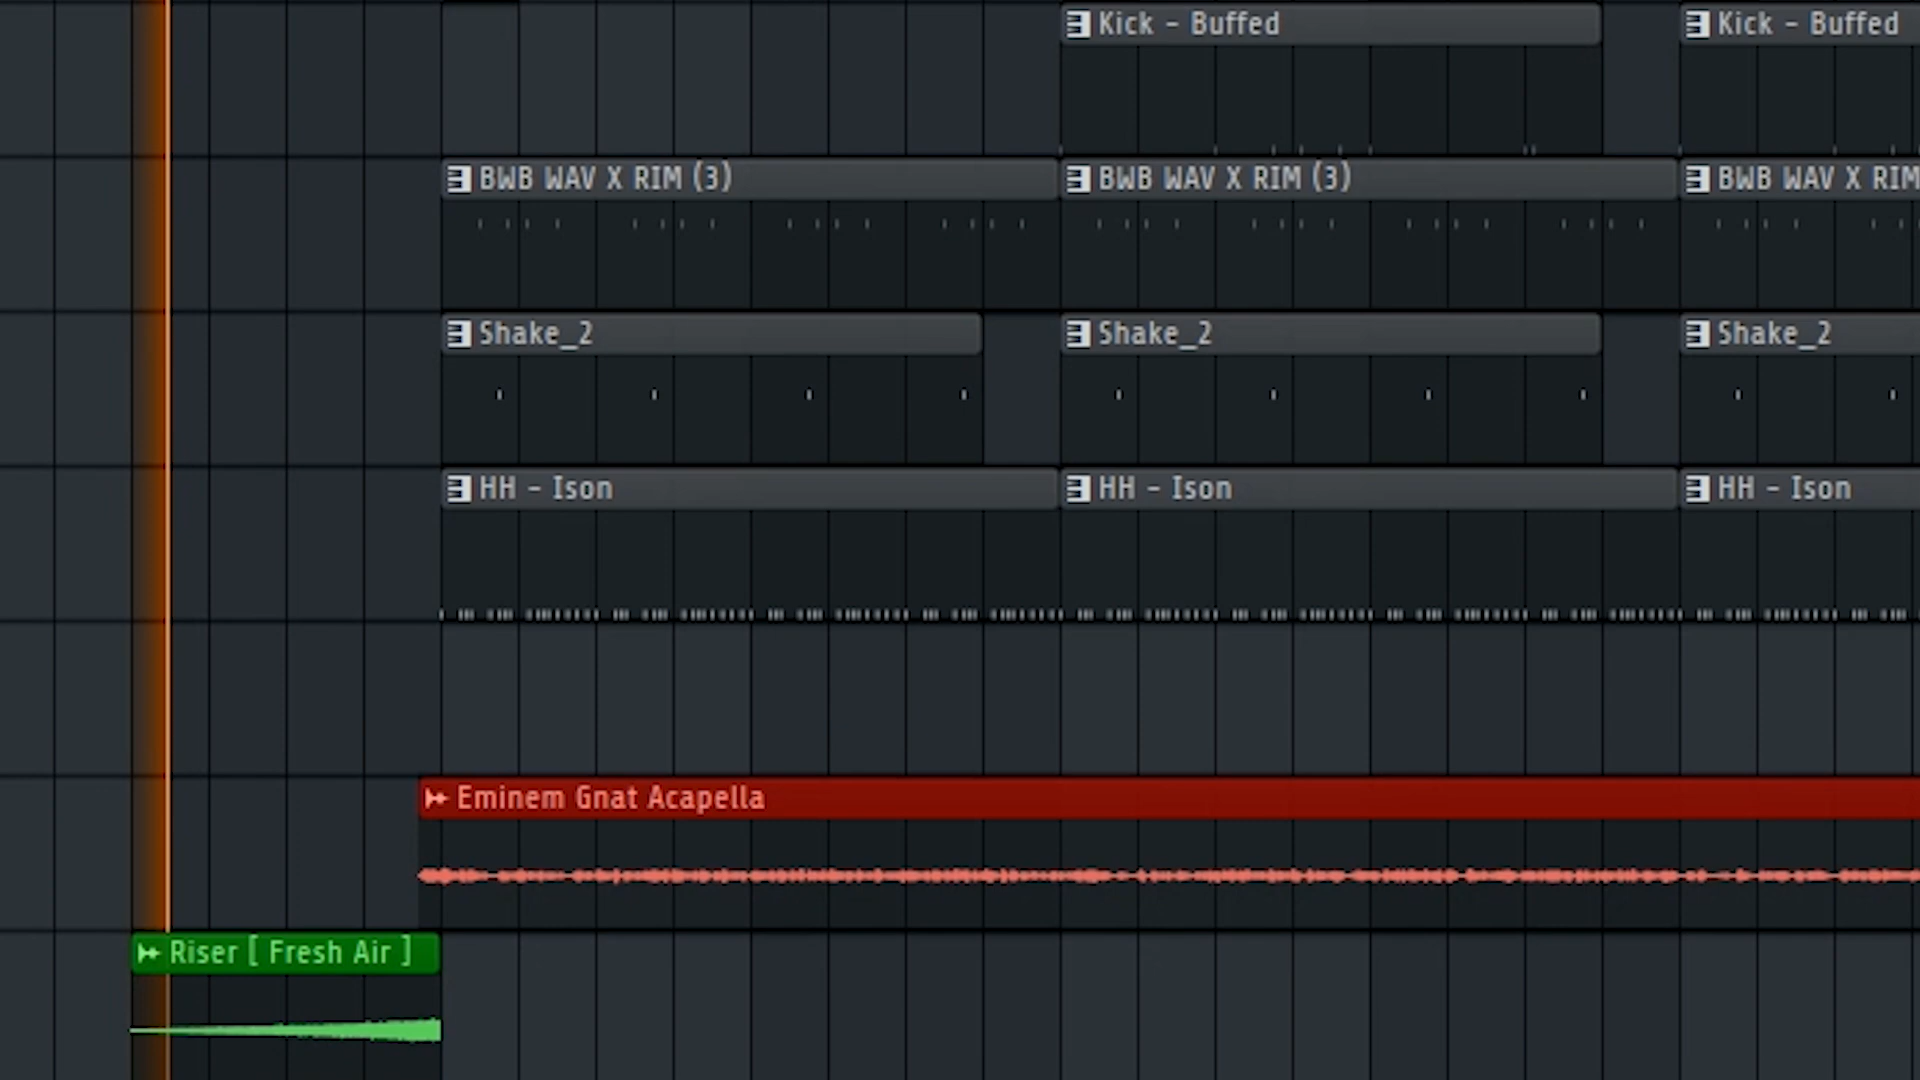 Kick - Buffed
Kick - Buffed
BWB WAV X RIM (3)
BWB WAV X RIM (3)
BWB WAV X RIM
Shake_2
Shake_2
Shake_2
HH - Ison
HH - Ison
HH - Ison
Eminem Gnat Acapella
Riser [ Fresh Air ]